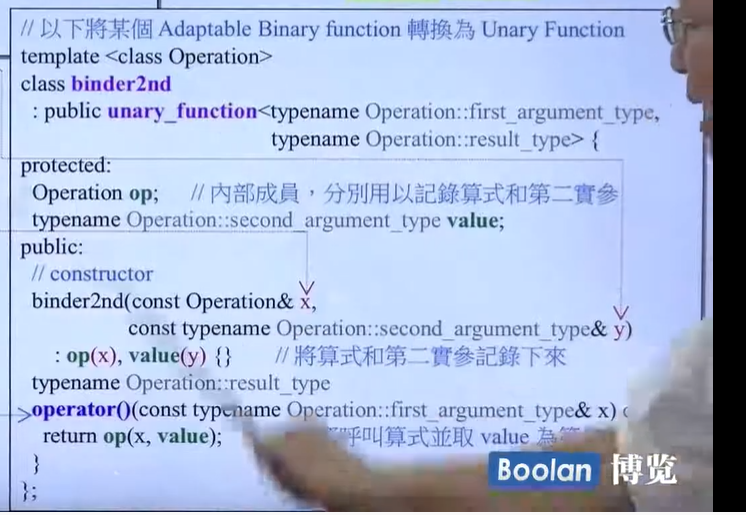 // 以下將某個 Adaptable Binary function 轉換為 Unary Function
template <class Operation>
class binder2nd
: public unary_function<typename Operation::first_argument_type,
typename Operation::result_type> {
protected:
Operation op; // 內部成員，分別用以記錄算式和第二實參
typename Operation::second_argument_type value;
public:
// constructor
binder2nd(const Operation& x,
const typename Operation::second_argument_type& y)
: op(x), value(y) {} // 將算式和第二實參記錄下來
typename Operation::result_type
operator()(const typename Operation::first_argument_type& x)
return op(x, value); 呼叫算式並取 value 為
}
};
Boolan 博览